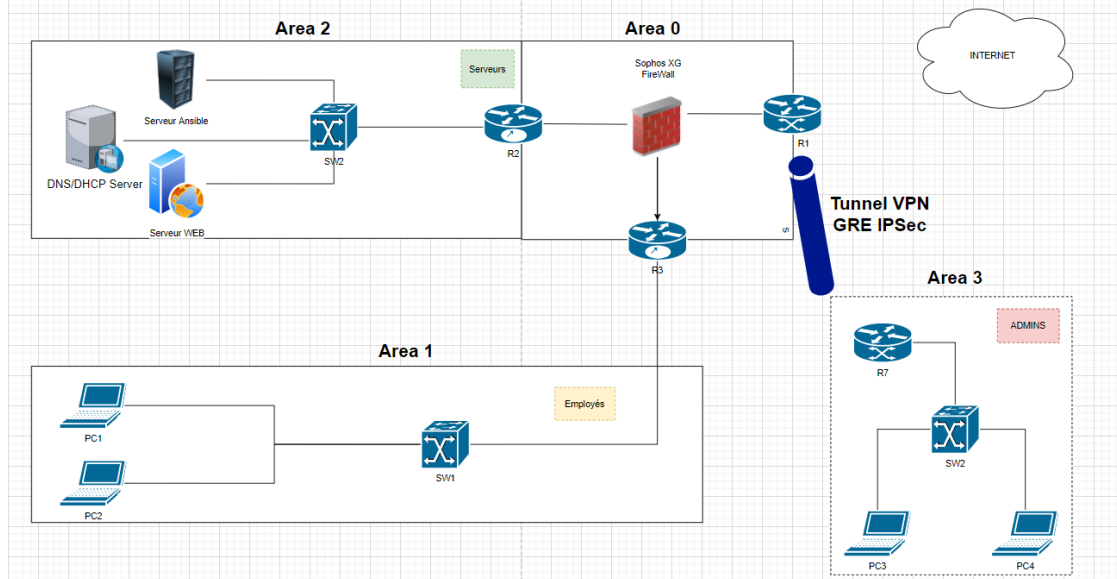 Area 2
Area 0
INTERNET
Serveurs
Sophos XG
FireWall
Serveur Ansible
R2
R1
SW2
DNS/DHCP Server
Serveur WEB
Tunnel VPN
GRE IPSec
s
R3
Area 3
ADMINS
R7
Area 1
Employés
PC1
SW1
SW2
PC2
PC3
PC4